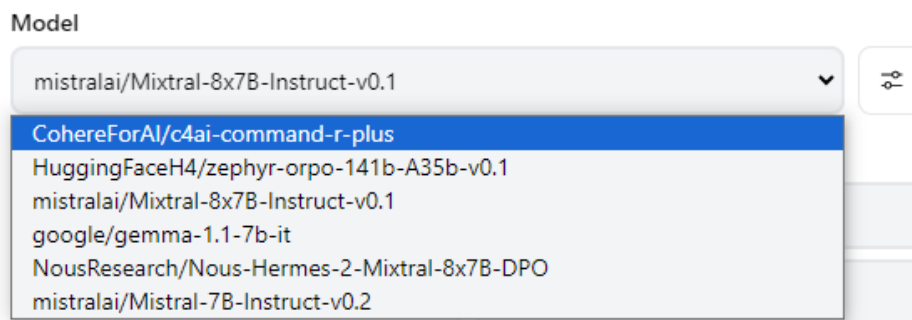 Model
mistralai/Mixtral-8x7B-Instruct-v0.1
CohereForAI/c4ai-command-r-plus
HuggingFaceH4/zephyr-orpo-141b-A35b-v0.1
mistralai/Mixtral-8x7B-Instruct-v0.1
google/gemma-1.1-7b-it
NousResearch/Nous-Hermes-2-Mixtral-8x7B-DPO
mistralai/Mistral-7B-Instruct-v0.2